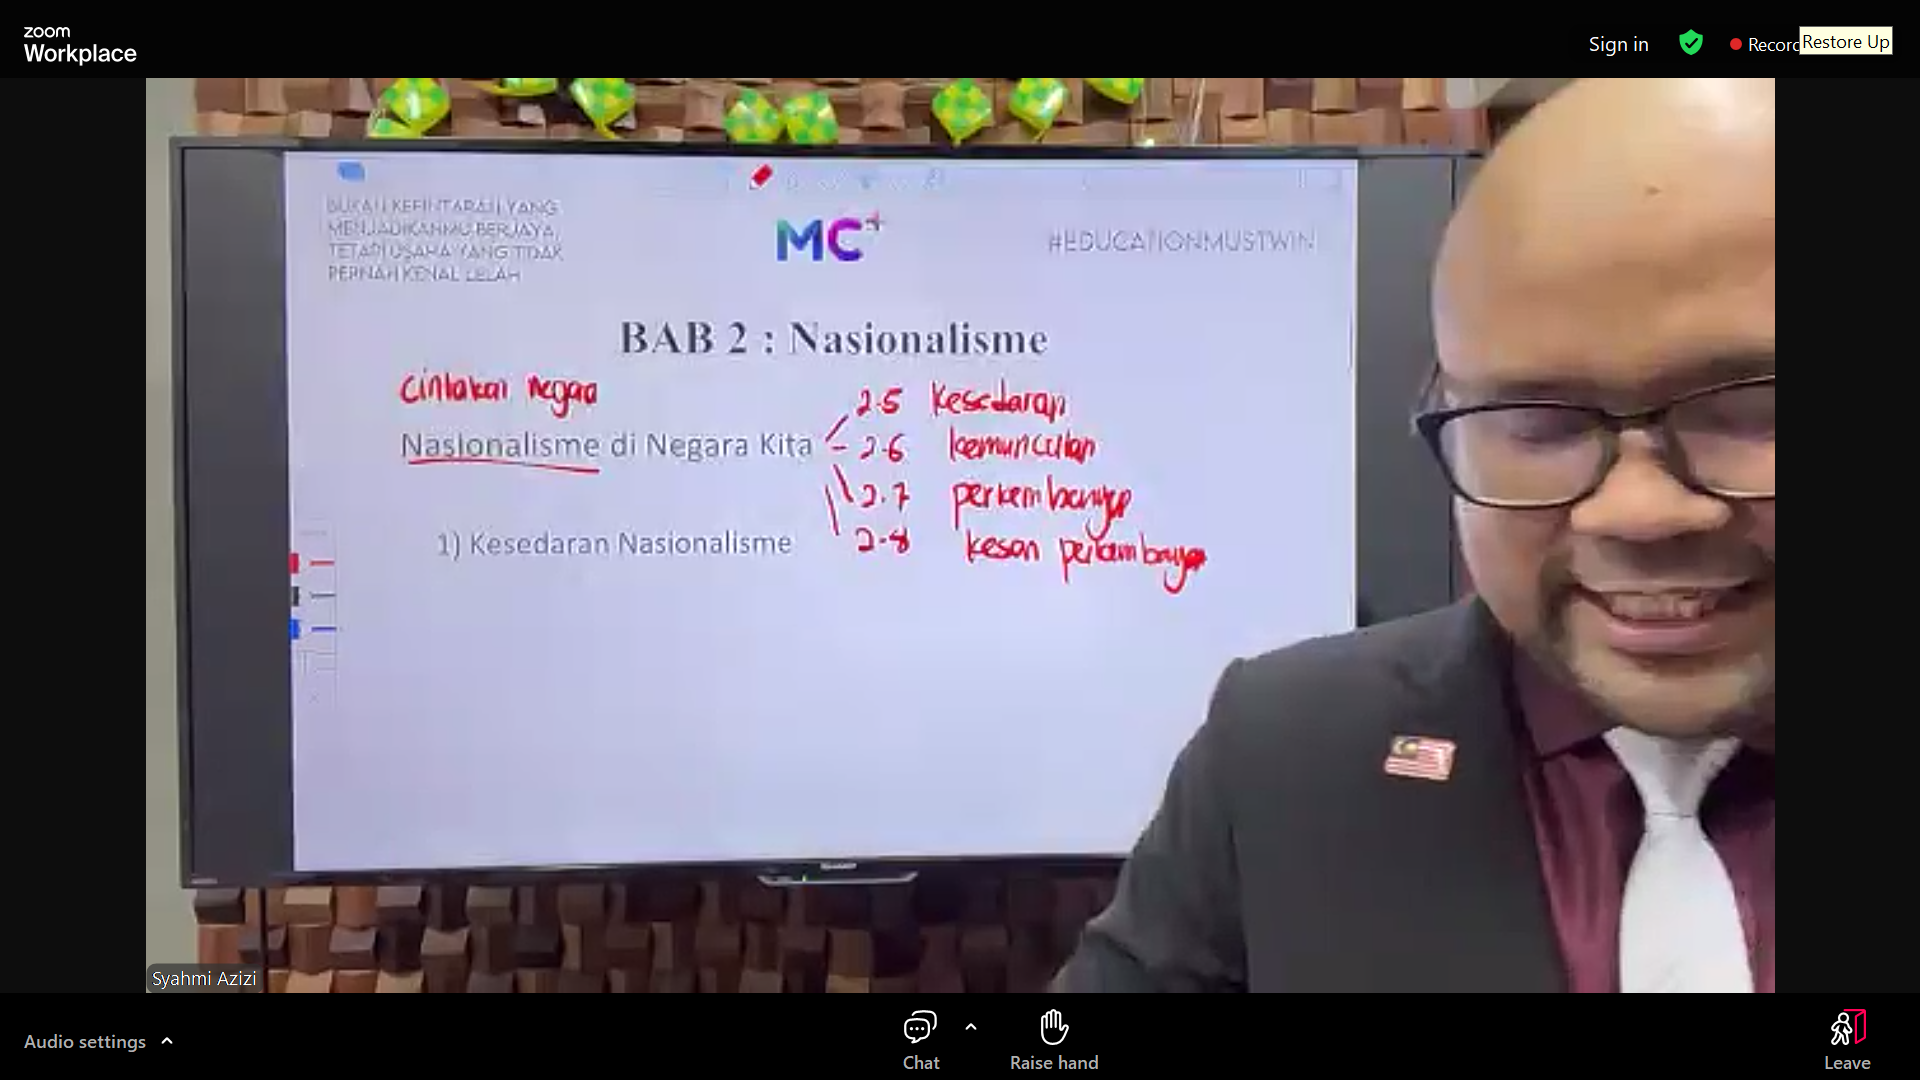 zoom
Workplace
Sign in
Recor
Restore Up
BUKAN KEPINTARAN YANG
MENJADIKANMU BERJAYA,
TETAPI USAHA YANG TIDAK
PERNAH KENAL LELAH
MC+
#EDUCATIONMUSTWIN
BAB 2 : Nasionalisme
Cintakan negara
Nasionalisme di Negara Kita
2.5 Kesedaran
2.6 kemunculan
2.7 perkembangan
2.8 kesan perkembangan
1) Kesedaran Nasionalisme
Syahmi Azizi
Audio settings
Chat
Raise hand
Leave